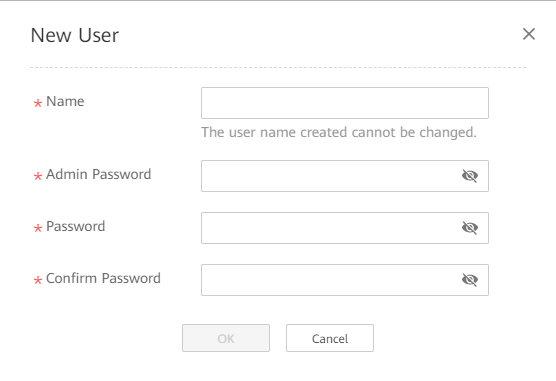 New User
* Name
The user name created cannot be changed.
* Admin Password
* Password
* Confirm Password
OK Cancel